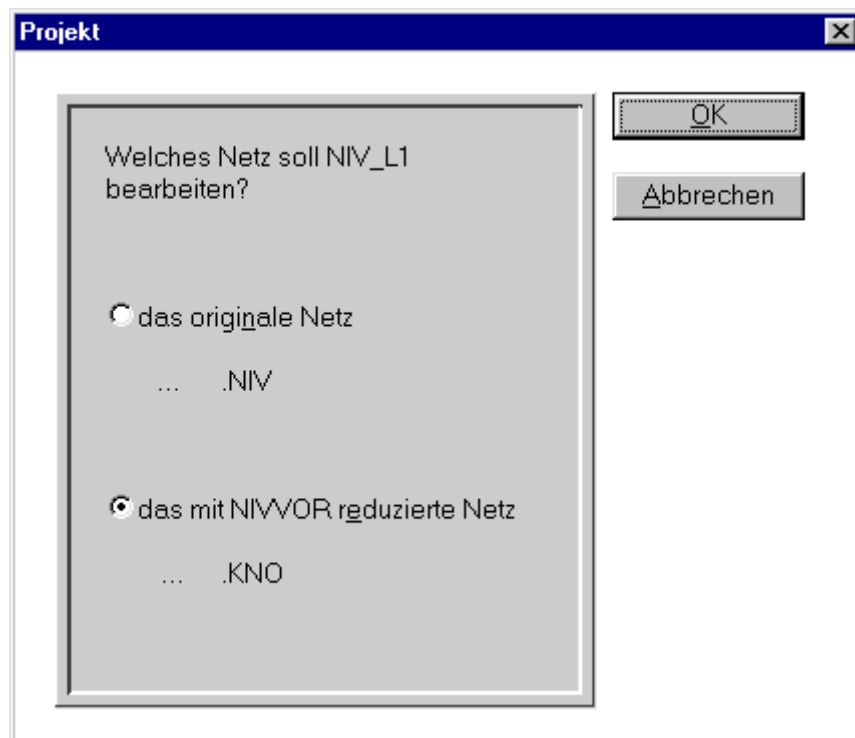 Projekt
OK
Welches Netz soll NIV_L1
bearbeiten?
Abbrechen
das originale Netz
... .NIV
das mit NIVVOR reduzierte Netz
... .KNO